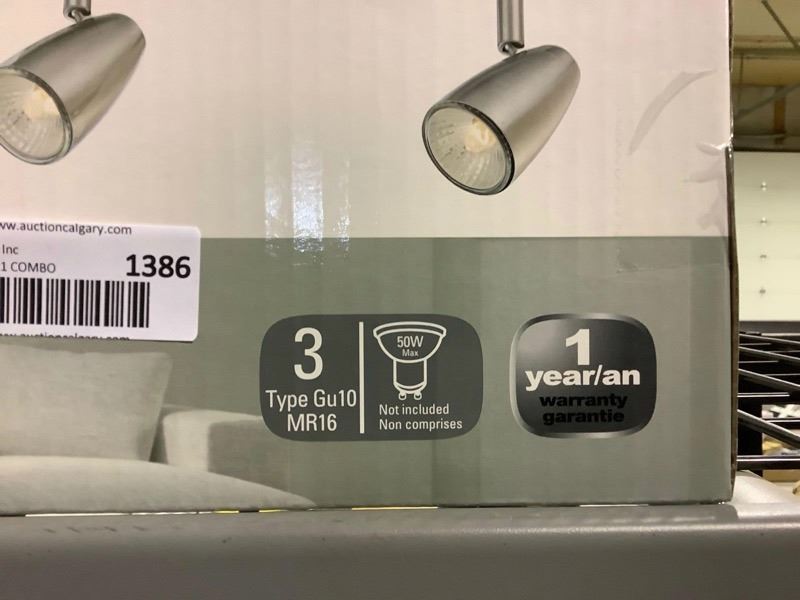 ww.auctioncalgary.com
Inc
1 COMBO
1386
3
Type Gu10
MR16
50W
Max
Not included
Non comprises
1
year/an
warranty
garantie